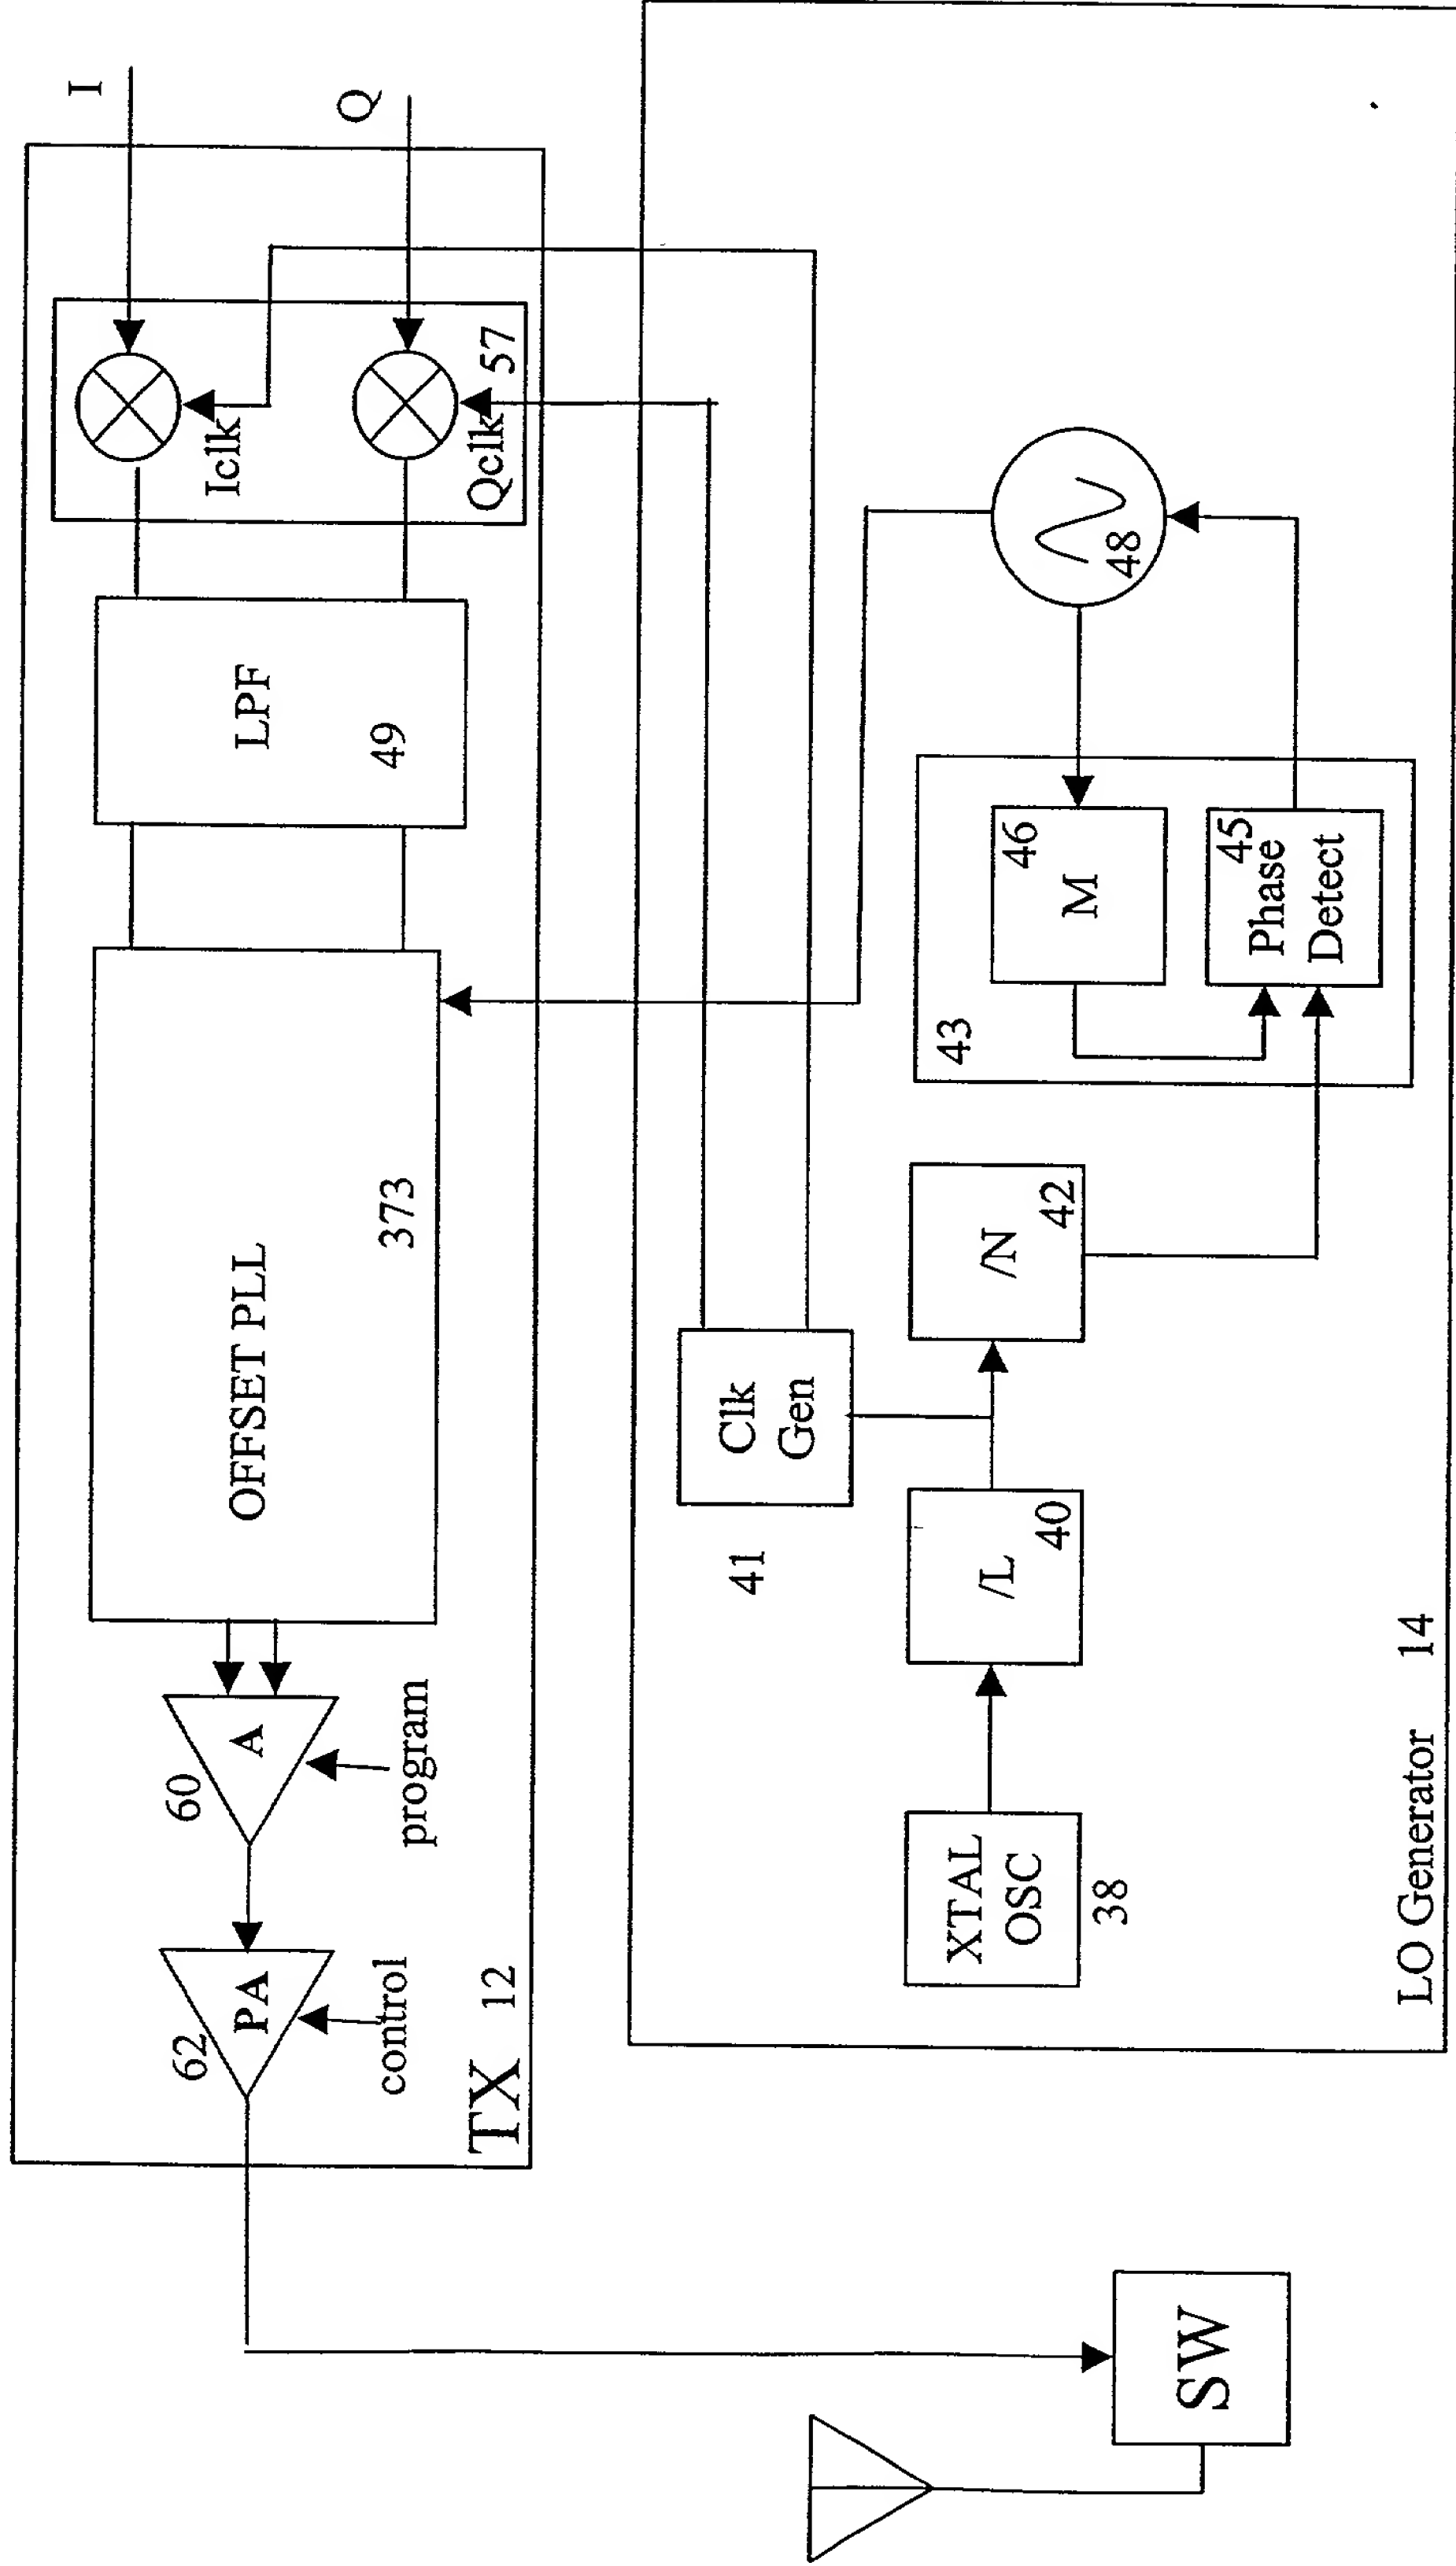 SW
TX 12
62
PA
control
60
A
program
OFFSET PLL
373
LPF
49
Iclk
Qclk
57
I
Q
XTAL
OSC
38
/L
40
41
Clk
Gen
/N
42
43
M
46
45
Phase
Detect
48
LO Generator 14